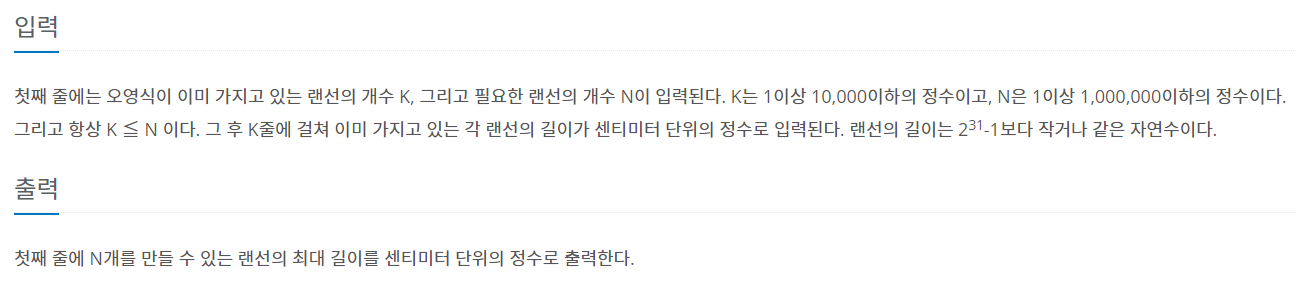 입력
첫째 줄에는 오영식이 이미 가지고 있는 랜선의 개수 K, 그리고 필요한 랜선의 개수 N이 입력된다. K는 1이상 10,000이하의 정수이고, N은 1이상 1,000,000이하의 정수이다.
그리고 항상 K ≦ N 이다. 그 후 K줄에 걸쳐 이미 가지고 있는 각 랜선의 길이가 센티미터 단위의 정수로 입력된다. 랜선의 길이는 2³¹-1보다 작거나 같은 자연수이다.
출력
첫째 줄에 N개를 만들 수 있는 랜선의 최대 길이를 센티미터 단위의 정수로 출력한다.